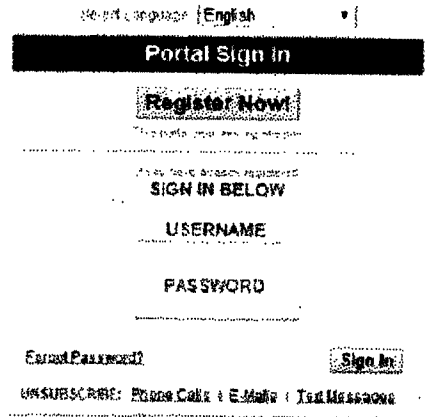 Select Language: English
Portal Sign In
Register Now!
SIGN IN BELOW
USERNAME
PASSWORD
Forgot Password?
Sign In
UNSUBSCRIBE: Phone Calls | E-Mails | Text Messages